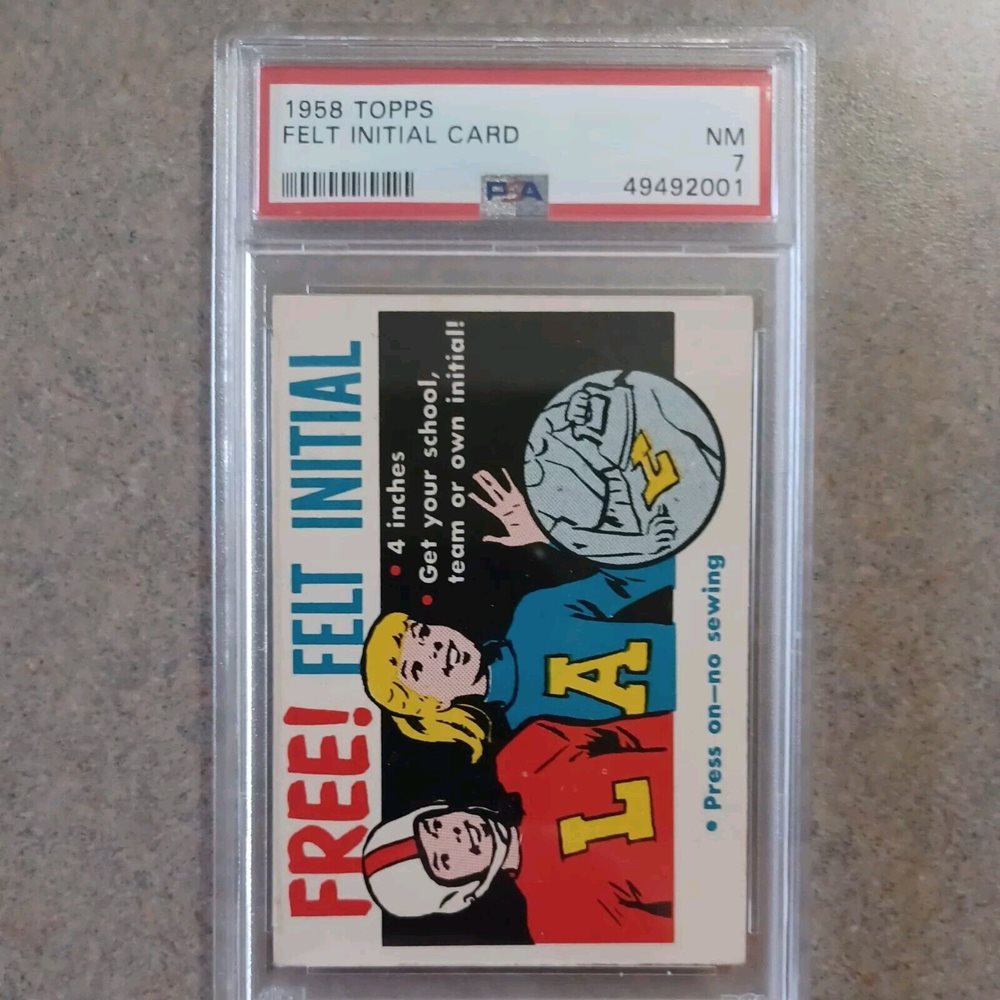 1958 TOPPS
FELT INITIAL CARD
NM
7
PSA
49492001
FREE! FELT INITIAL
• 4 inches
• Get your school,
team or own initial!
L
A
L
• Press on—no sewing